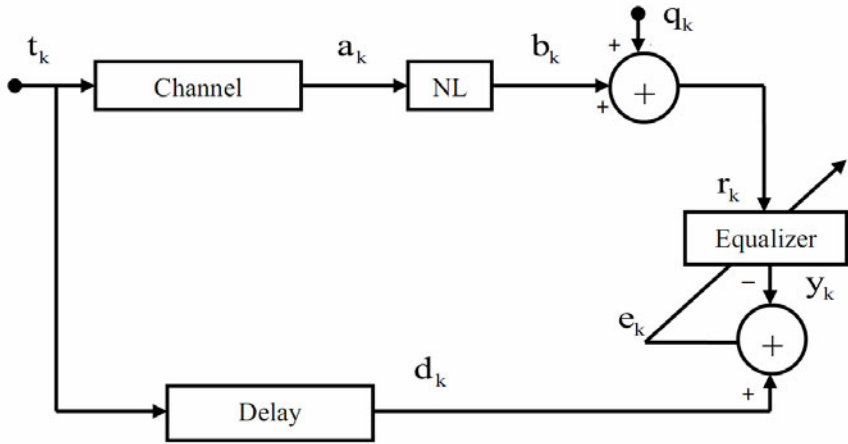 q_k
t_k
a_k
b_k
+
Channel
NL
+
+
r_k
Equalizer
−
y_k
e_k
+
d_k
+
Delay